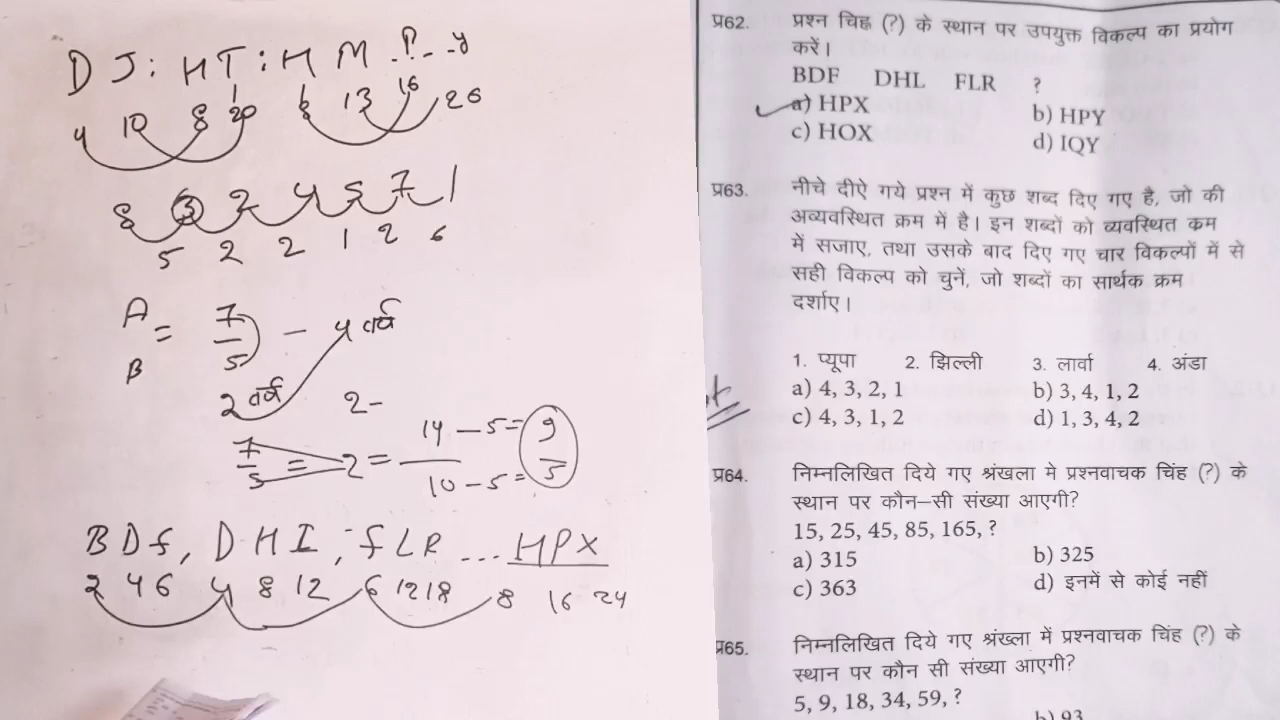 D J : H T : H M P - y
4 10 8 20 8 13 16 26
8 3 2 4 5 7 1
5 2 2 1 2 6
A
B = 7/5 - 4 वर्ष
2 वर्ष 2-
7/5 = 2 = 14 - 5 = 9
10 - 5 = 5
BDf, DHI, fLR ... HPX
2 4 6 4 8 12 6 12 18 8 16 24
प्र62. प्रश्न चिह्न (?) के स्थान पर उपयुक्त विकल्प का प्रयोग
करें।
BDF DHL FLR ?
a) HPX b) HPY
c) HOX d) IQY
प्र63. नीचे दीऐ गये प्रश्न में कुछ शब्द दिए गए है, जो की
अव्यवस्थित क्रम में है। इन शब्दों को व्यवस्थित क्रम
में सजाए, तथा उसके बाद दिए गए चार विकल्पों में से
सही विकल्प को चुनें, जो शब्दों का सार्थक क्रम
दर्शाए।
1. प्यूपा 2. झिल्ली 3. लार्वा 4. अंडा
a) 4, 3, 2, 1 b) 3, 4, 1, 2
c) 4, 3, 1, 2 d) 1, 3, 4, 2
प्र64. निम्नलिखित दिये गए श्रंखला मे प्रश्नवाचक चिंह (?) के
स्थान पर कौन–सी संख्या आएगी?
15, 25, 45, 85, 165, ?
a) 315 b) 325
c) 363 d) इनमें से कोई नहीं
प्र65. निम्नलिखित दिये गए श्रंख्ला में प्रश्नवाचक चिंह (?) के
स्थान पर कौन सी संख्या आएगी?
5, 9, 18, 34, 59, ?
b) 93